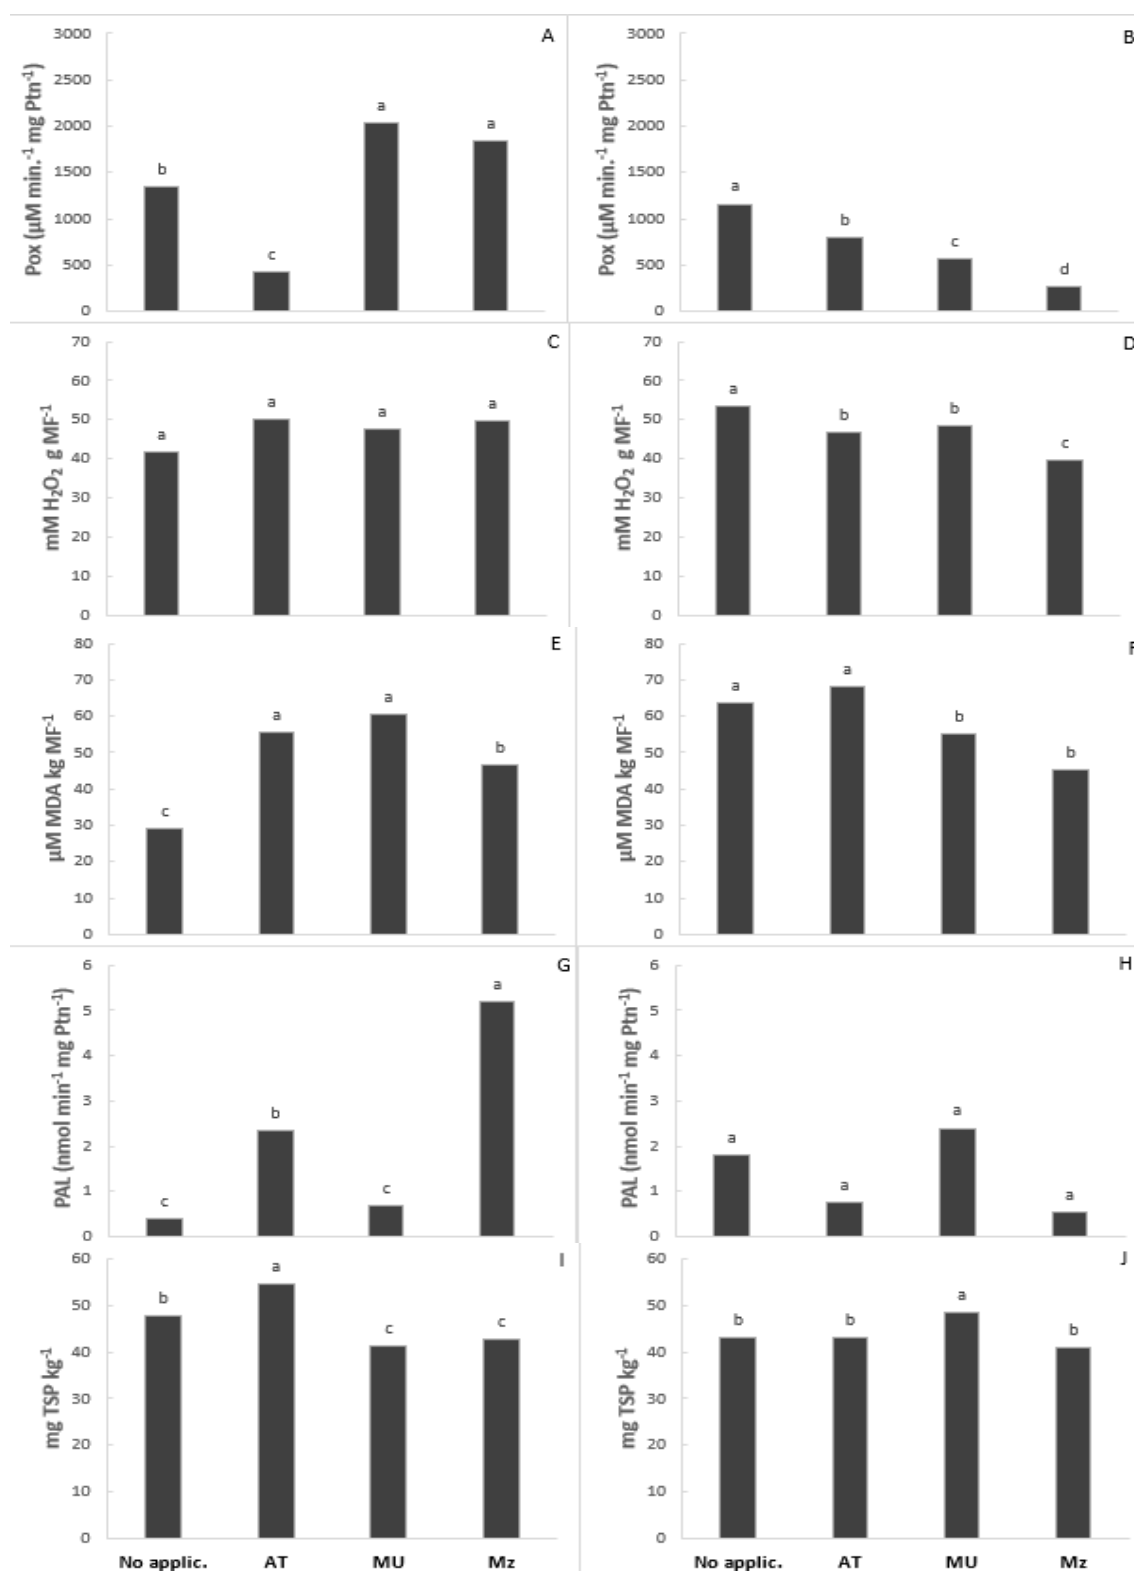 A
Pox (µM min.⁻¹ mg Ptn⁻¹)
3000
2500
2000
1500
1000
500
0
b
c
a
a
B
Pox (µM min.⁻¹ mg Ptn⁻¹)
3000
2500
2000
1500
1000
500
0
a
b
c
d
C
mM H₂O₂ g MF⁻¹
70
60
50
40
30
20
10
0
a
a
a
a
D
mM H₂O₂ g MF⁻¹
70
60
50
40
30
20
10
0
a
b
b
c
E
µM MDA kg MF⁻¹
80
70
60
50
40
30
20
10
0
c
a
a
b
F
µM MDA kg MF⁻¹
80
70
60
50
40
30
20
10
0
a
a
b
b
G
PAL (nmol min⁻¹ mg Ptn⁻¹)
6
5
4
3
2
1
0
c
b
c
a
H
PAL (nmol min⁻¹ mg Ptn⁻¹)
6
5
4
3
2
1
0
a
a
a
a
I
mg TSP kg⁻¹
60
50
40
30
20
10
0
b
a
c
c
No applic. AT MU Mz
J
mg TSP kg⁻¹
60
50
40
30
20
10
0
b
b
a
b
No applic. AT MU Mz